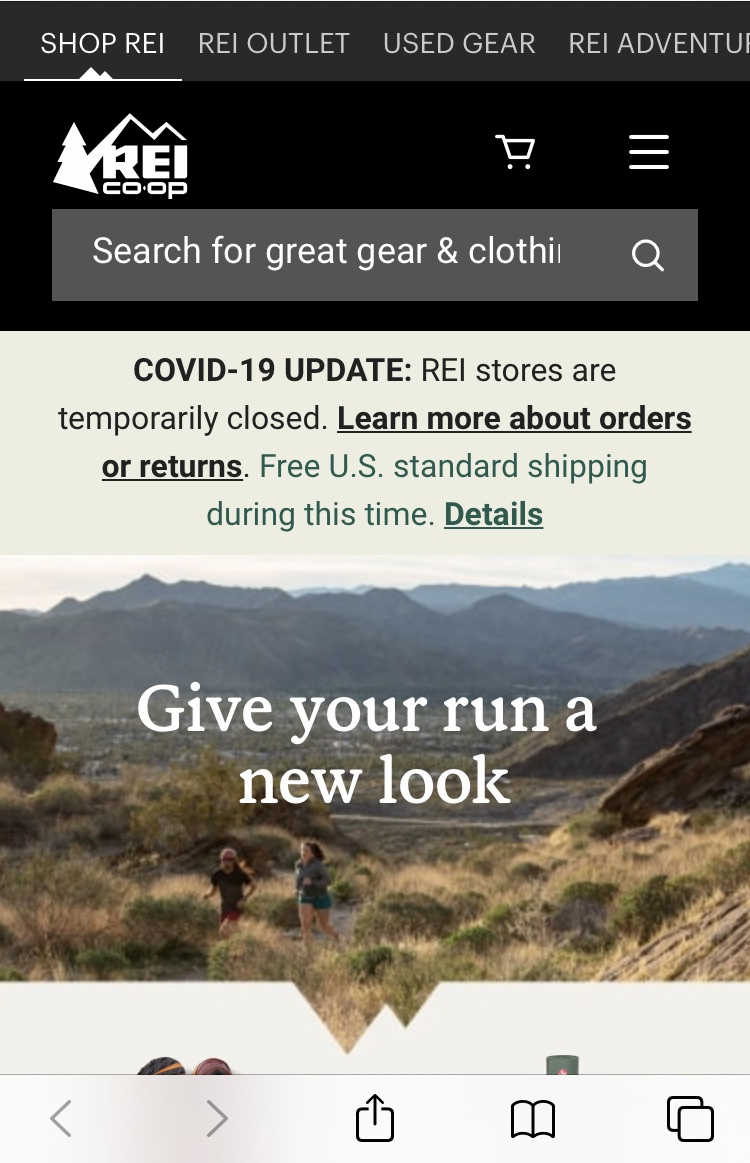 SHOP REI REI OUTLET USED GEAR REI
REI
co·op
Search for great gear &
COVID-19 UPDATE: REI stores are
temporarily closed. Learn more about orders
or returns. Free U.S. standard shipping
during this time. Details
Give your run a
new look